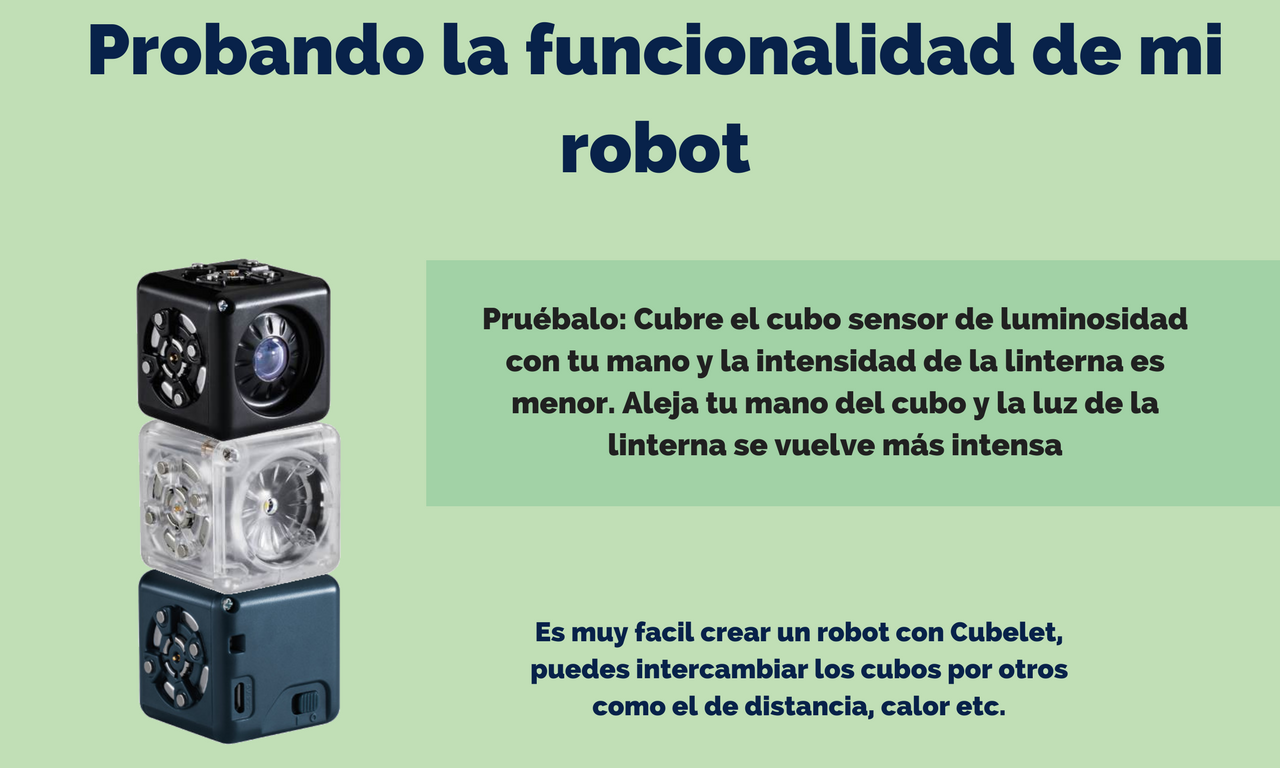 Probando la funcionalidad de mi
robot
Pruébalo: Cubre el cubo sensor de luminosidad
con tu mano y la intensidad de la linterna es
menor. Aleja tu mano del cubo y la luz de la
linterna se vuelve más intensa
Es muy facil crear un robot con Cubelet,
puedes intercambiar los cubos por otros
como el de distancia, calor etc.